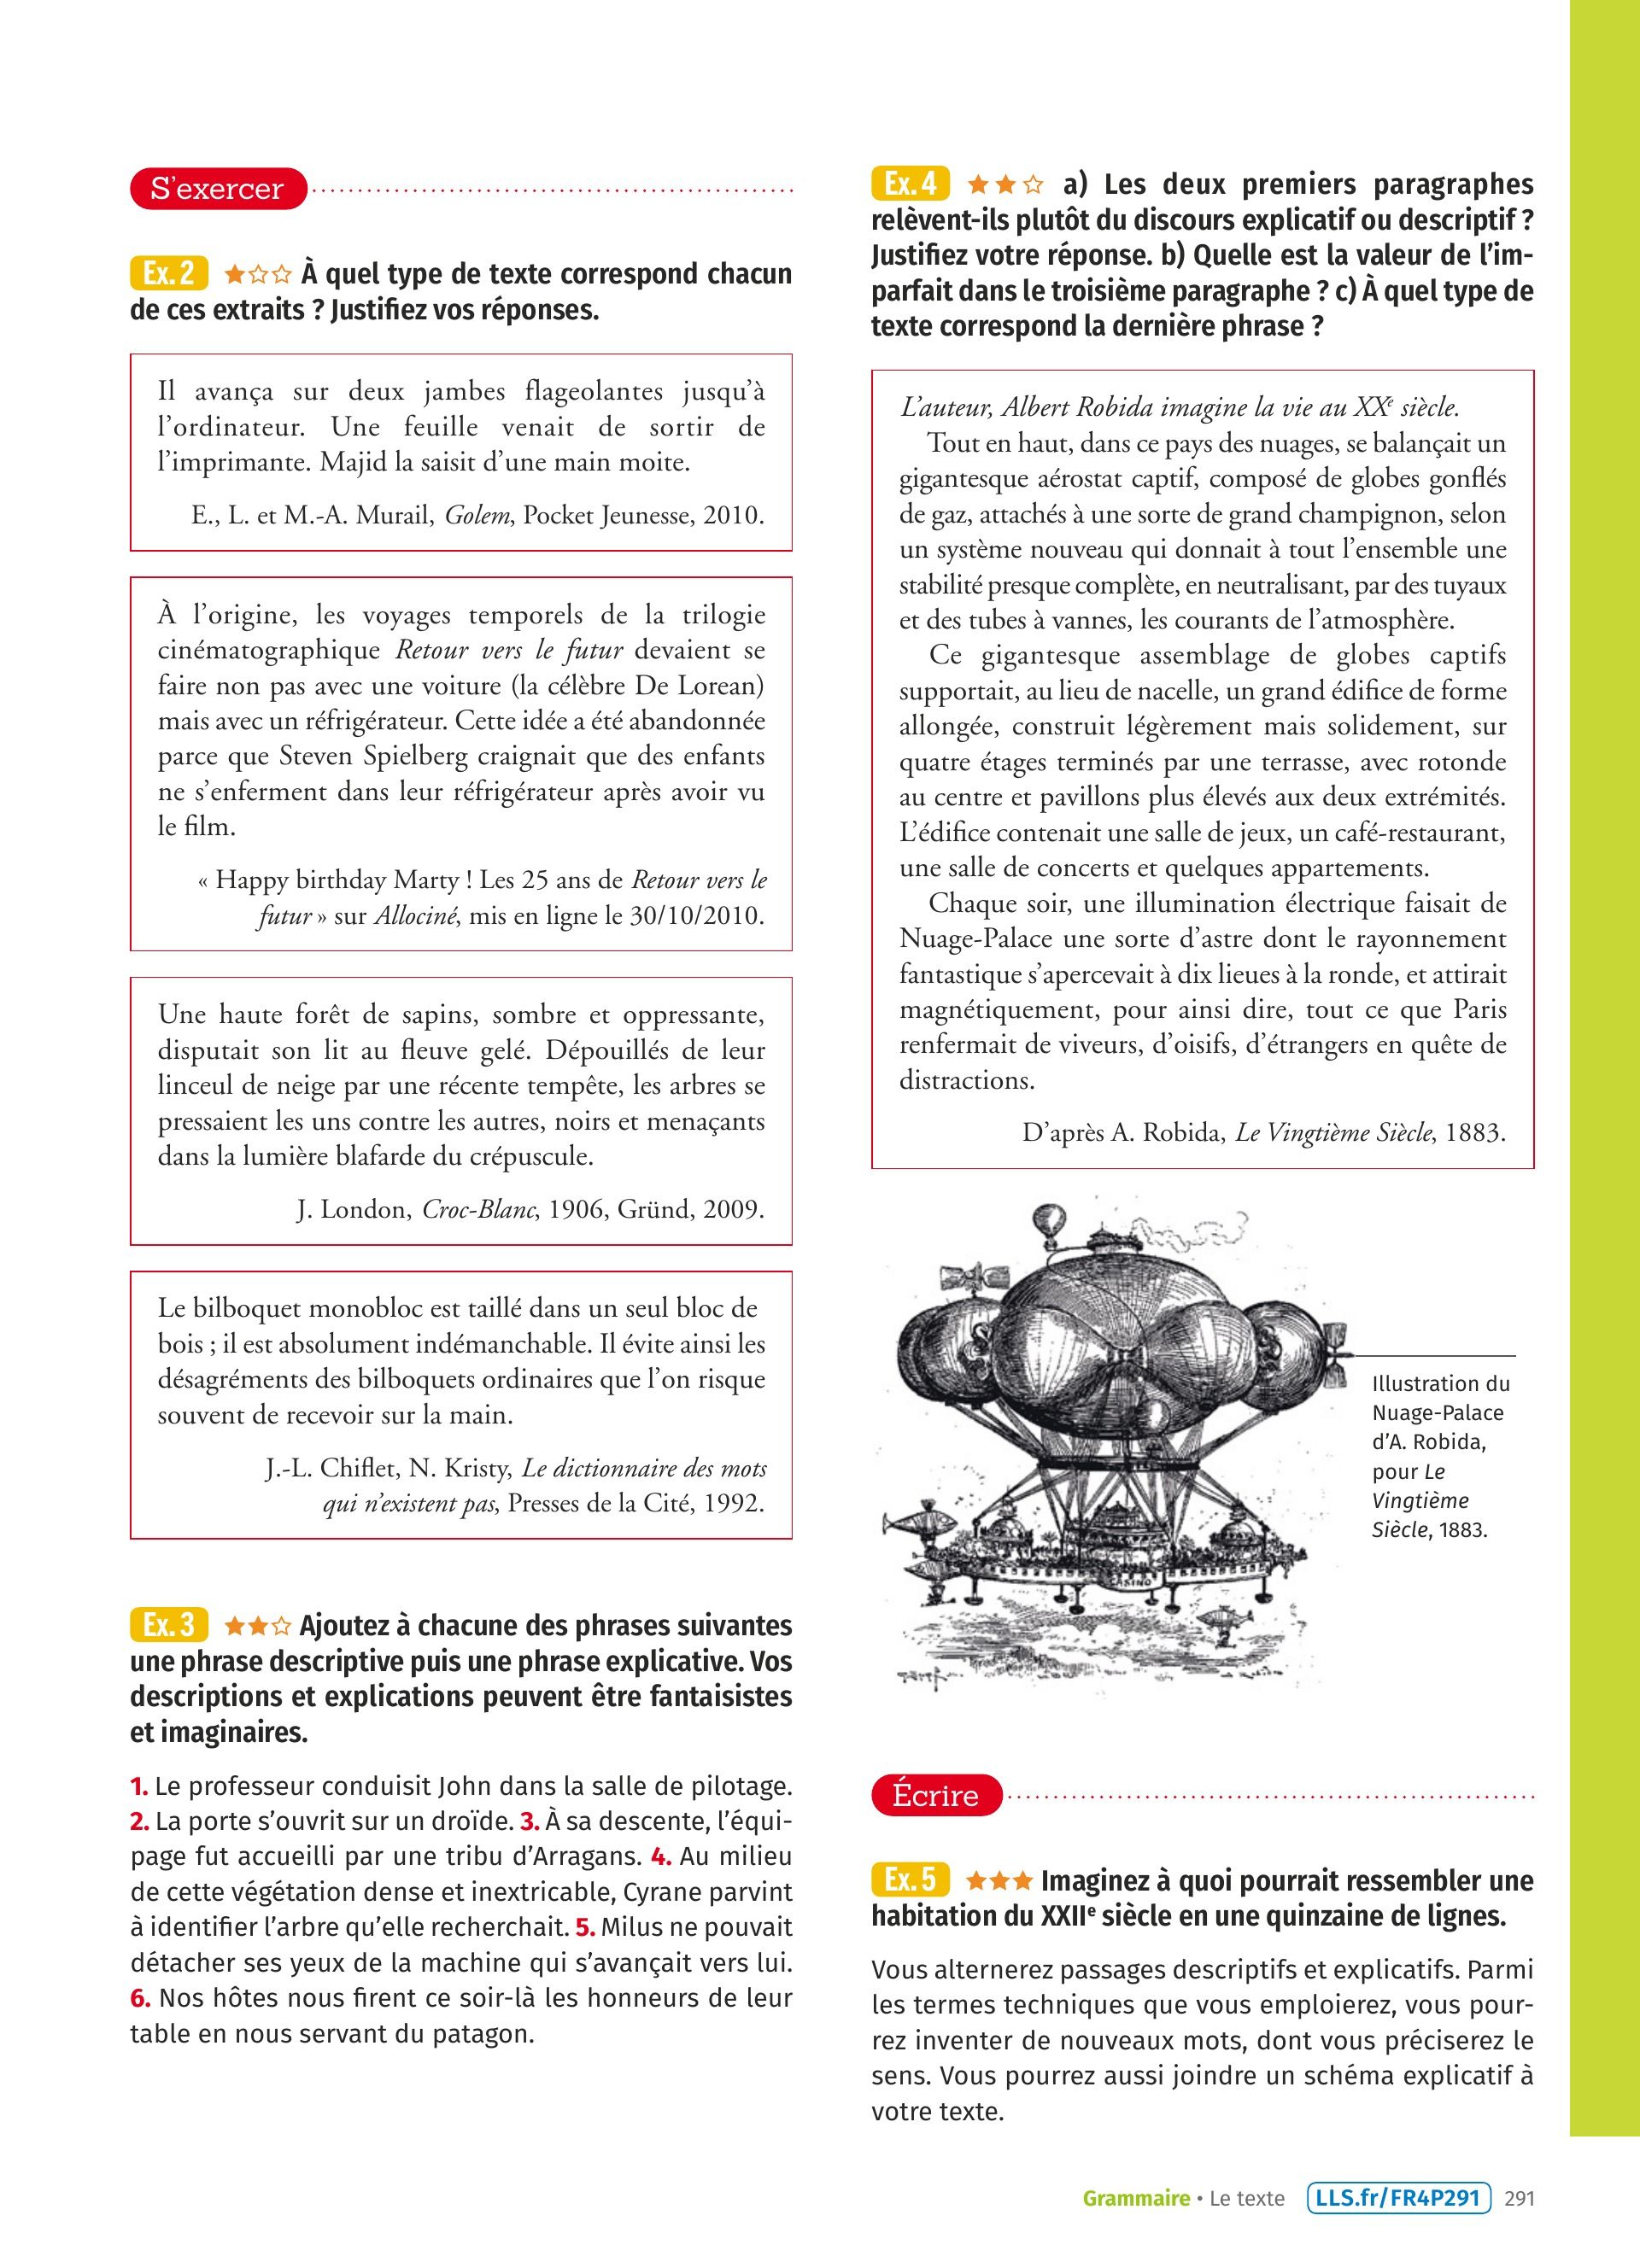 S'exercer
Ex. 2 À quel type de texte correspond chacun
de ces extraits ? Justifiez vos réponses.
Il avança sur deux jambes flageolantes jusqu'à
l'ordinateur. Une feuille venait de sortir de
l'imprimante. Majid la saisit d'une main moite.
E., L. et M.-A. Murail, Golem, Pocket Jeunesse, 2010.
À l'origine, les voyages temporels de la trilogie
cinématographique Retour vers le futur devaient se
faire non pas avec une voiture (la célèbre De Lorean)
mais avec un réfrigérateur. Cette idée a été abandonnée
parce que Steven Spielberg craignait que des enfants
ne s'enferment dans leur réfrigérateur après avoir vu
le film.
« Happy birthday Marty ! Les 25 ans de Retour vers le
futur » sur Allociné, mis en ligne le 30/10/2010.
Une haute forêt de sapins, sombre et oppressante,
disputait son lit au fleuve gelé. Dépouillés de leur
linceul de neige par une récente tempête, les arbres se
pressaient les uns contre les autres, noirs et menaçants
dans la lumière blafarde du crépuscule.
J. London, Croc-Blanc, 1906, Gründ, 2009.
Le bilboquet monobloc est taillé dans un seul bloc de
bois ; il est absolument indémanchable. Il évite ainsi les
désagréments des bilboquets ordinaires que l'on risque
souvent de recevoir sur la main.
J.-L. Chiflet, N. Kristy, Le dictionnaire des mots
qui n'existent pas, Presses de la Cité, 1992.
Ex. 3 Ajoutez à chacune des phrases suivantes
une phrase descriptive puis une phrase explicative. Vos
descriptions et explications peuvent être fantaisistes
et imaginaires.
1. Le professeur conduisit John dans la salle de pilotage.
2. La porte s'ouvrit sur un droïde. 3. À sa descente, l'équi-
page fut accueilli par une tribu d'Arragans. 4. Au milieu
de cette végétation dense et inextricable, Cyrane parvint
à identifier l'arbre qu'elle recherchait. 5. Milus ne pouvait
détacher ses yeux de la machine qui s'avançait vers lui.
6. Nos hôtes nous firent ce soir-là les honneurs de leur
table en nous servant du patagon.
Ex. 4 a) Les deux premiers paragraphes
relèvent-ils plutôt du discours explicatif ou descriptif ?
Justifiez votre réponse. b) Quelle est la valeur de l'im-
parfait dans le troisième paragraphe ? c) À quel type de
texte correspond la dernière phrase ?
L'auteur, Albert Robida imagine la vie au XXe siècle.
Tout en haut, dans ce pays des nuages, se balançait un
gigantesque aérostat captif, composé de globes gonflés
de gaz, attachés à une sorte de grand champignon, selon
un système nouveau qui donnait à tout l'ensemble une
stabilité presque complète, en neutralisant, par des tuyaux
et des tubes à vannes, les courants de l'atmosphère.
Ce gigantesque assemblage de globes captifs
supportait, au lieu de nacelle, un grand édifice de forme
allongée, construit légèrement mais solidement, sur
quatre étages terminés par une terrasse, avec rotonde
au centre et pavillons plus élevés aux deux extrémités.
L'édifice contenait une salle de jeux, un café-restaurant,
une salle de concerts et quelques appartements.
Chaque soir, une illumination électrique faisait de
Nuage-Palace une sorte d'astre dont le rayonnement
fantastique s'apercevait à dix lieues à la ronde, et attirait
magnétiquement, pour ainsi dire, tout ce que Paris
renfermait de viveurs, d'oisifs, d'étrangers en quête de
distractions.
D'après A. Robida, Le Vingtième Siècle, 1883.
CASINO
Illustration du
Nuage-Palace
d'A. Robida,
pour Le
Vingtième
Siècle, 1883.
Écrire
Ex. 5 Imaginez à quoi pourrait ressembler une
habitation du XXIIe siècle en une quinzaine de lignes.
Vous alternerez passages descriptifs et explicatifs. Parmi
les termes techniques que vous emploierez, vous pour-
rez inventer de nouveaux mots, dont vous préciserez le
sens. Vous pourrez aussi joindre un schéma explicatif à
votre texte.
Grammaire • Le texte LLS.fr/FR4P291 291